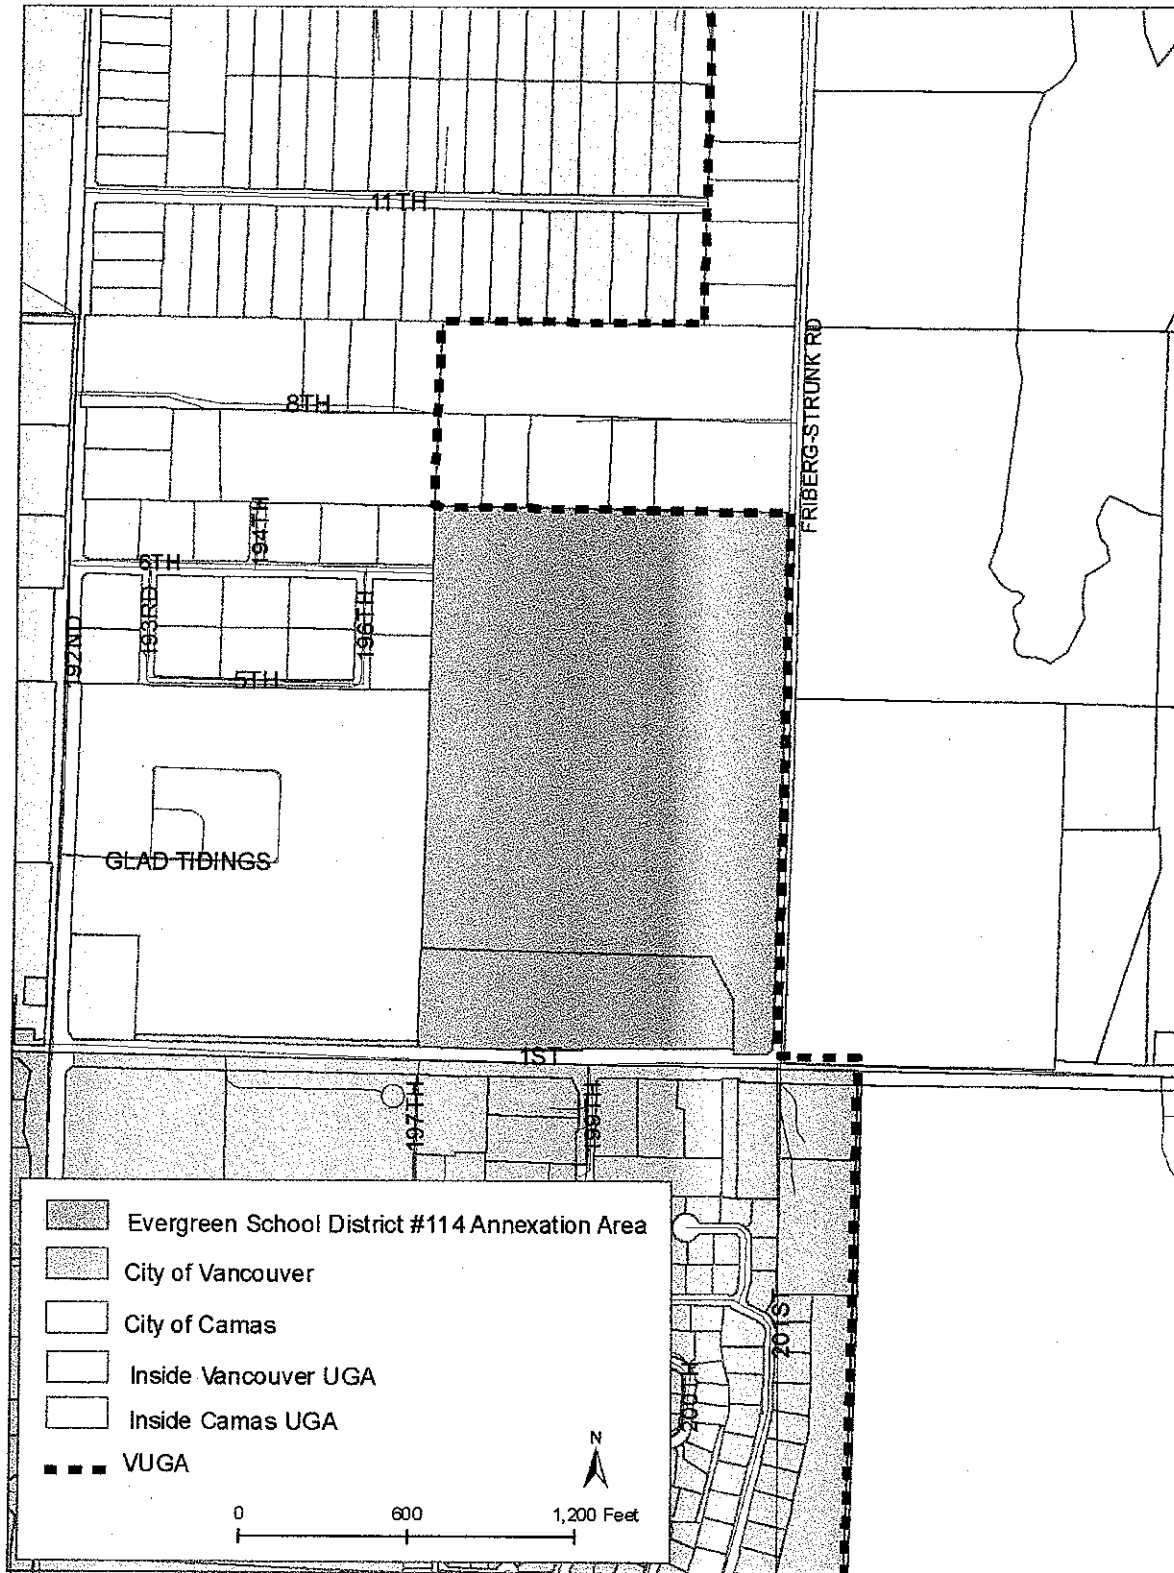 11TH
FRIBERG-STRUNK RD
8TH
194TH
6TH
193RD
196TH
192ND
5TH
GLAD TIDINGS
1ST
197TH
199TH
Evergreen School District #114 Annexation Area
City of Vancouver
City of Camas
Inside Vancouver UGA
Inside Camas UGA
VUGA
N
0 600 1,200 Feet
201ST
200TH